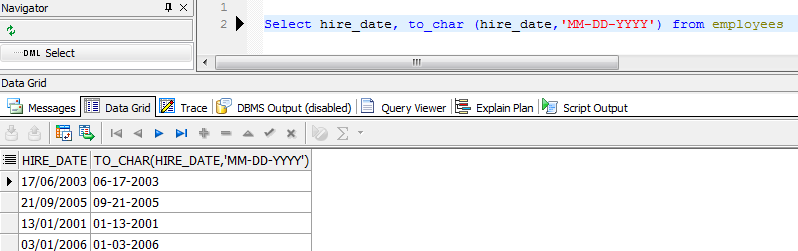 Navigator
1
2 Select hire_date, to_char (hire_date,'MM-DD-YYYY') from employees
DML Select
Data Grid
Messages Data Grid Trace DBMS Output (disabled) Query Viewer Explain Plan Script Output
HIRE_DATE TO_CHAR(HIRE_DATE,'MM-DD-YYYY')
17/06/2003 06-17-2003
21/09/2005 09-21-2005
13/01/2001 01-13-2001
03/01/2006 01-03-2006